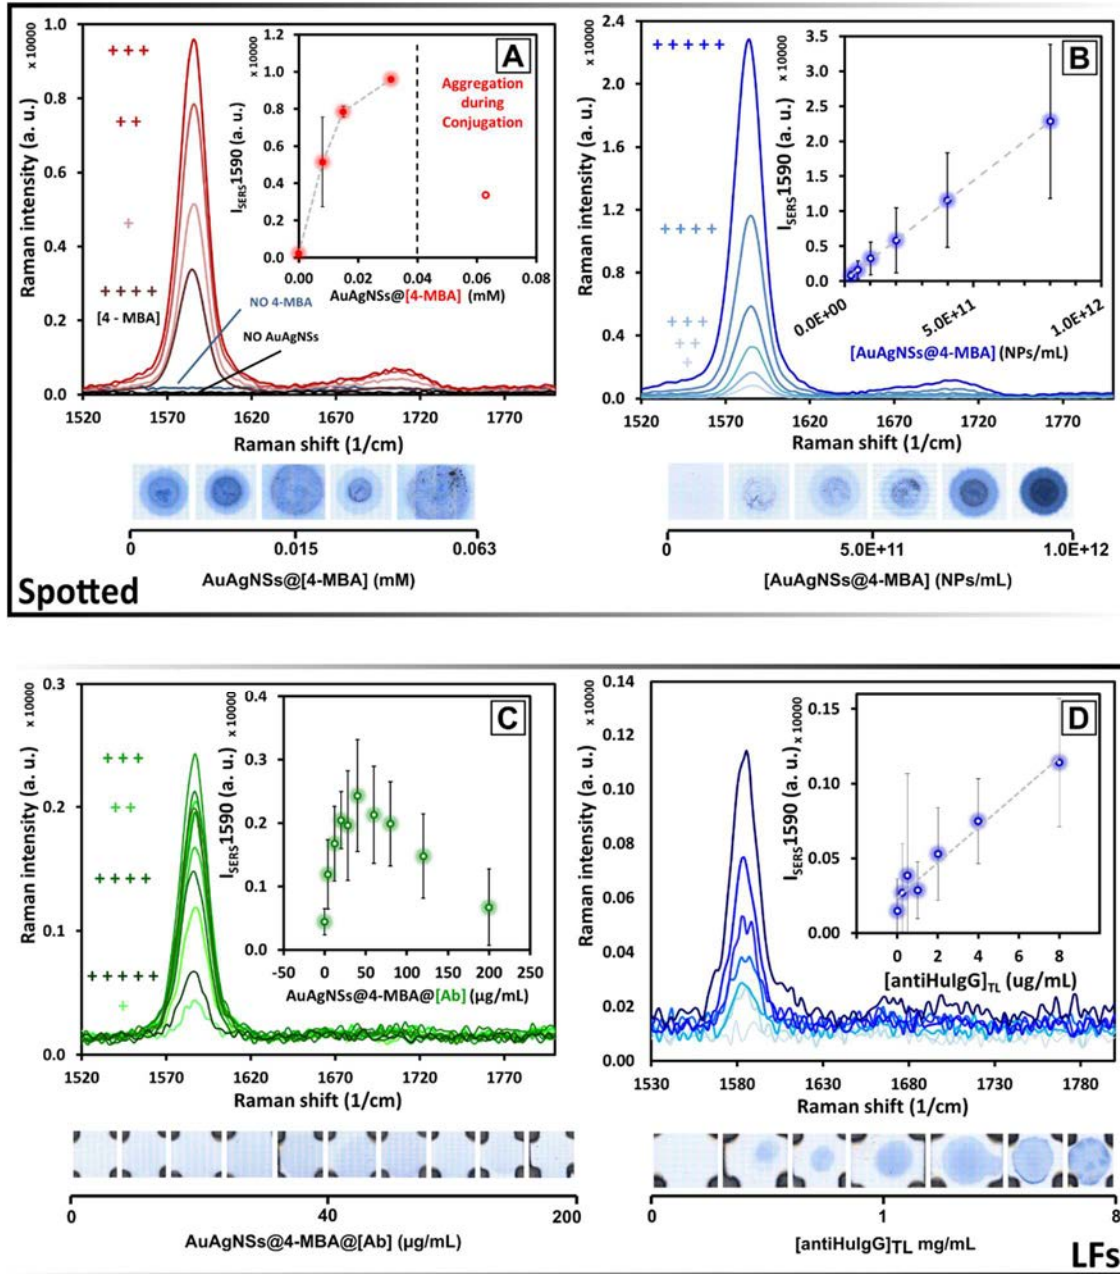 x 10000
Raman intensity (a. u.)
1.0
0.8
0.6
0.4
0.2
0.0
1520 1570 1620 1670 1720 1770
Raman shift (1/cm)
+ + +
+ +
+
+ + + +
[4 - MBA]
NO 4-MBA
NO AuAgNSs
A
x 10000
I SERS 1590 (a. u.)
1.2
1.0
0.8
0.6
0.4
0.2
0.0
0.00 0.02 0.04 0.06 0.08
AuAgNSs@[4-MBA] (mM)
Aggregation
during
Conjugation
0 0.015 0.063
AuAgNSs@[4-MBA] (mM)
x 10000
Raman intensity (a. u.)
2.4
2.0
1.6
1.2
0.8
0.4
0.0
1520 1570 1620 1670 1720 1770
Raman shift (1/cm)
+ + + + +
+ + + +
+ + +
+ +
+
B
x 10000
I SERS 1590 (a. u.)
3.5
3.0
2.5
2.0
1.5
1.0
0.5
0.0
0.0E+00 5.0E+11 1.0E+12
[AuAgNSs@4-MBA] (NPs/mL)
0 5.0E+11 1.0E+12
[AuAgNSs@4-MBA] (NPs/mL)
Spotted
x 10000
Raman intensity (a. u.)
0.3
0.2
0.1
0.0
1520 1570 1620 1670 1720 1770
Raman shift (1/cm)
+ + +
+ +
+ + + +
+ + + + +
+
C
x 10000
I SERS 1590 (a. u.)
0.4
0.3
0.2
0.1
0.0
-50 0 50 100 150 200 250
AuAgNSs@4-MBA@[Ab] (µg/mL)
0 40 200
AuAgNSs@4-MBA@[Ab] (µg/mL)
x 10000
Raman intensity (a. u.)
0.14
0.12
0.10
0.08
0.06
0.04
0.02
0.00
1530 1580 1630 1680 1730 1780
Raman shift (1/cm)
D
x 10000
I SERS 1590 (a. u.)
0.15
0.10
0.05
0.00
0 2 4 6 8
[antiHuIgG]TL (ug/mL)
0 1 8
[antiHuIgG]TL mg/mL
LFs